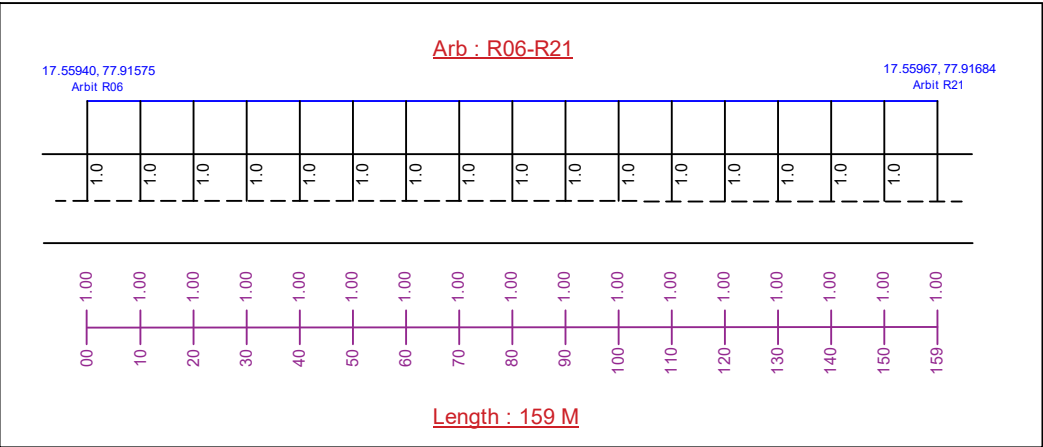 Arb : R06-R21
17.55940, 77.91575
Arbit R06
17.55967, 77.91684
Arbit R21
1.0 1.0 1.0 1.0 1.0 1.0 1.0 1.0 1.0 1.0 1.0 1.0 1.0 1.0 1.0 1.0
1.00 1.00 1.00 1.00 1.00 1.00 1.00 1.00 1.00 1.00 1.00 1.00 1.00 1.00 1.00 1.00 1.00
00 10 20 30 40 50 60 70 80 90 100 110 120 130 140 150 159
Length : 159 M